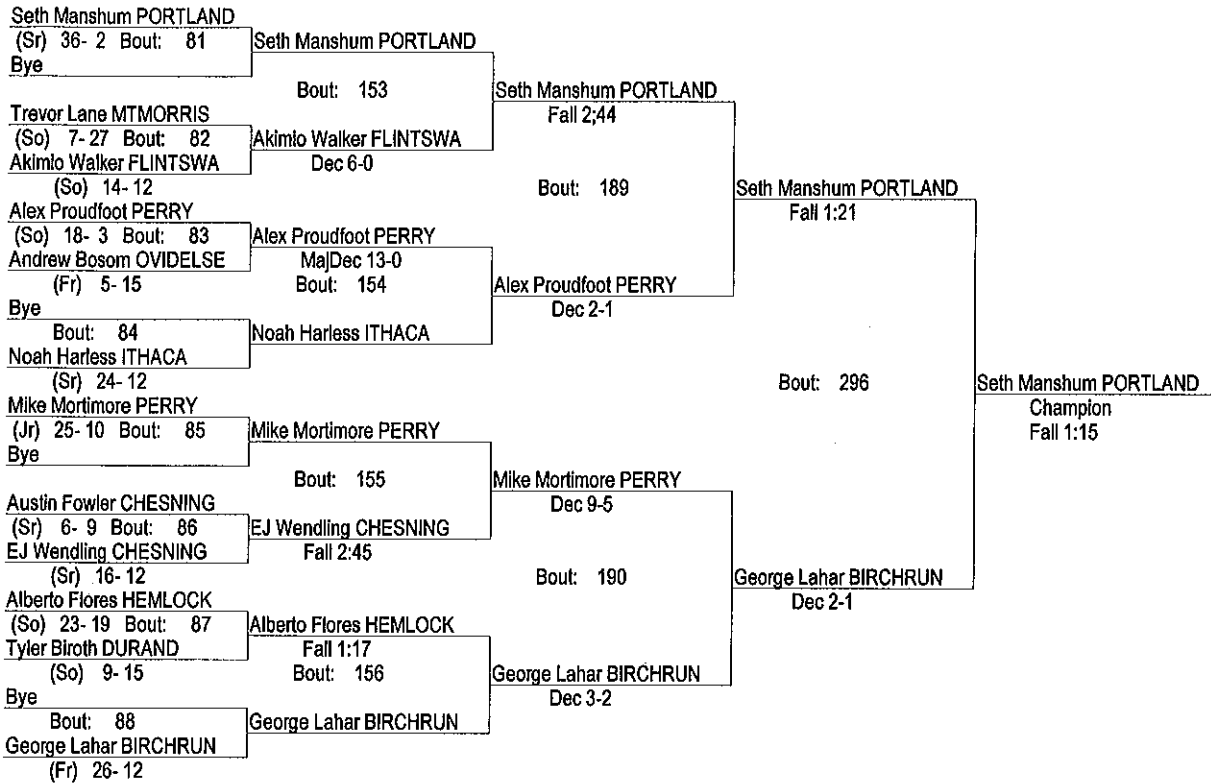 Seth Manshum PORTLAND
(Sr) 36- 2 Bout: 81
Bye
Seth Manshum PORTLAND
Bout: 153
Trevor Lane MTMORRIS
(So) 7- 27 Bout: 82
Akimlo Walker FLINTSWA
(So) 14- 12
Akimlo Walker FLINTSWA
Dec 6-0
Seth Manshum PORTLAND
Fall 2;44
Bout: 189
Alex Proudfoot PERRY
(So) 18- 3 Bout: 83
Andrew Bosom OVIDELSE
(Fr) 5- 15
Alex Proudfoot PERRY
MajDec 13-0
Bout: 154
Bye
Bout: 84
Noah Harless ITHACA
(Sr) 24- 12
Noah Harless ITHACA
Alex Proudfoot PERRY
Dec 2-1
Seth Manshum PORTLAND
Fall 1:21
Bout: 296
Mike Mortimore PERRY
(Jr) 25- 10 Bout: 85
Bye
Mike Mortimore PERRY
Bout: 155
Austin Fowler CHESNING
(Sr) 6- 9 Bout: 86
EJ Wendling CHESNING
(Sr) 16- 12
EJ Wendling CHESNING
Fall 2:45
Mike Mortimore PERRY
Dec 9-5
Bout: 190
Alberto Flores HEMLOCK
(So) 23- 19 Bout: 87
Tyler Biroth DURAND
(So) 9- 15
Alberto Flores HEMLOCK
Fall 1:17
Bout: 156
Bye
Bout: 88
George Lahar BIRCHRUN
(Fr) 26- 12
George Lahar BIRCHRUN
George Lahar BIRCHRUN
Dec 3-2
George Lahar BIRCHRUN
Dec 2-1
Seth Manshum PORTLAND
Champion
Fall 1:15